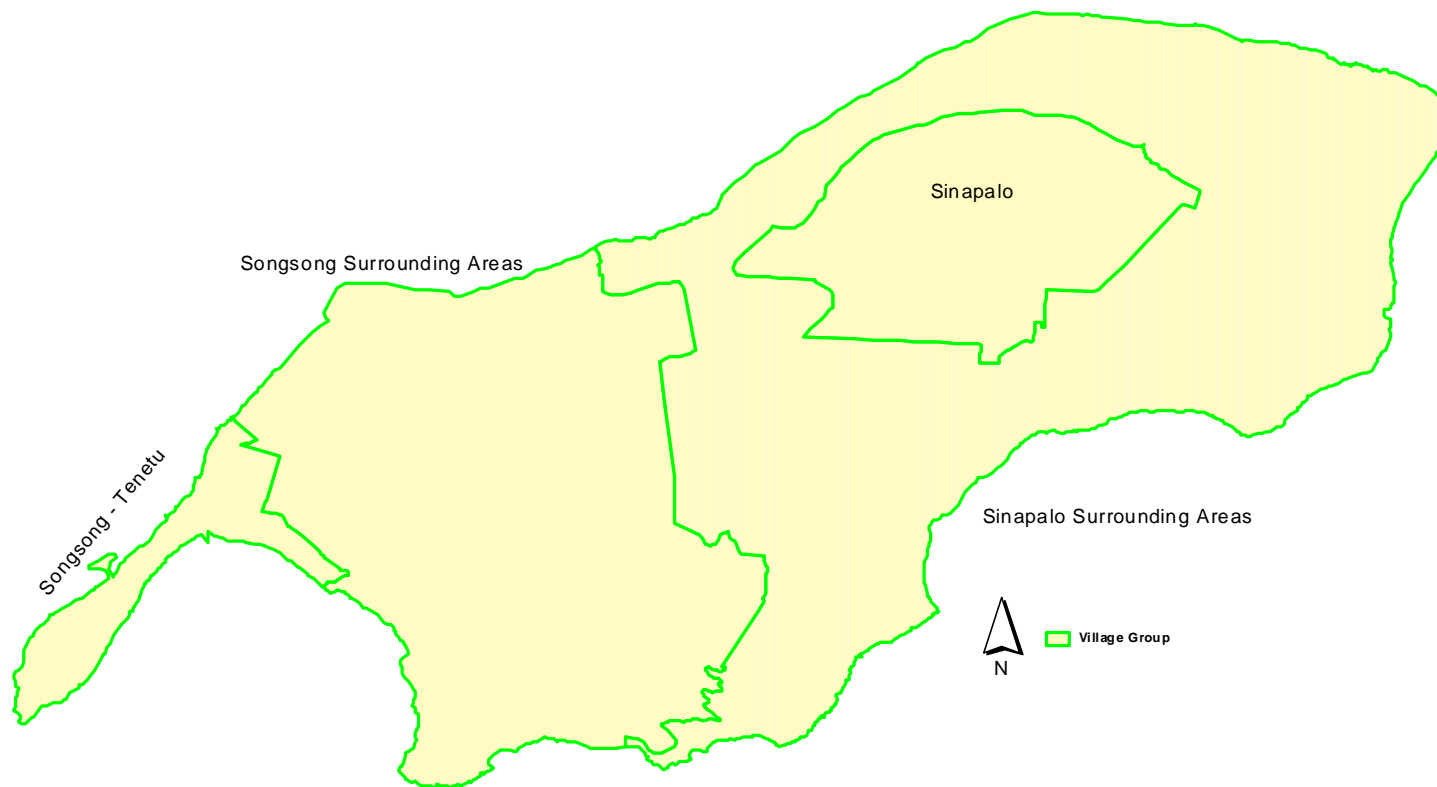 Sinapalo
Songsong Surrounding Areas
Songsong - Tenetu
Sinapalo Surrounding Areas
Village Group
N